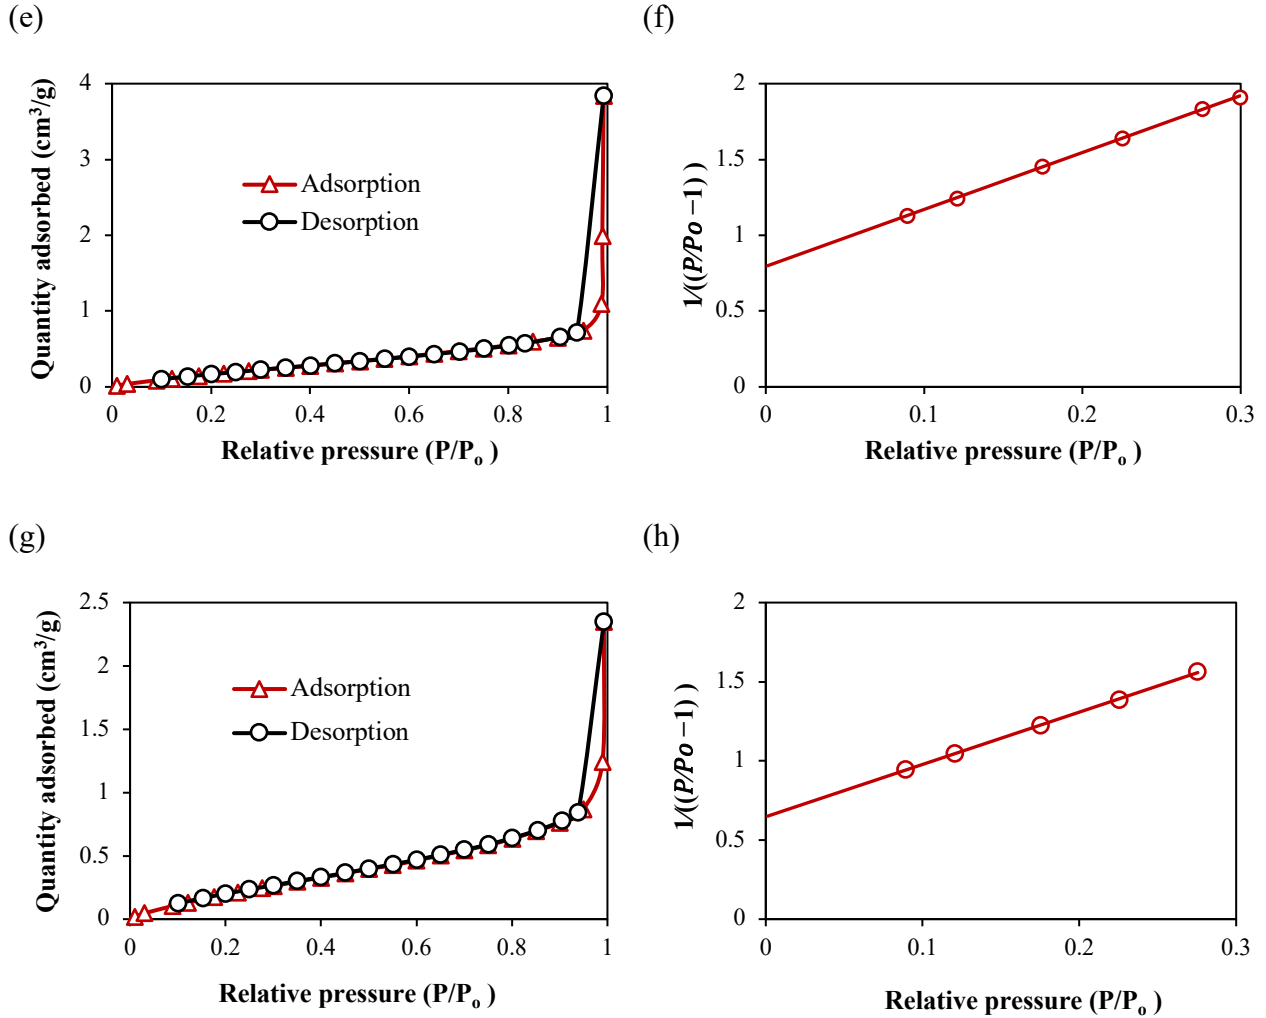 (e)
Quantity adsorbed (cm³/g)
4
3
2
1
0
Adsorption
Desorption
0 0.2 0.4 0.6 0.8 1
Relative pressure (P/Pₒ )
(f)
1/((P/Po −1) )
2
1.5
1
0.5
0
0 0.1 0.2 0.3
Relative pressure (P/Pₒ )
(g)
Quantity adsorbed (cm³/g)
2.5
2
1.5
1
0.5
0
Adsorption
Desorption
0 0.2 0.4 0.6 0.8 1
Relative pressure (P/Pₒ )
(h)
1/((P/Po −1) )
2
1.5
1
0.5
0
0 0.1 0.2 0.3
Relative pressure (P/Pₒ )